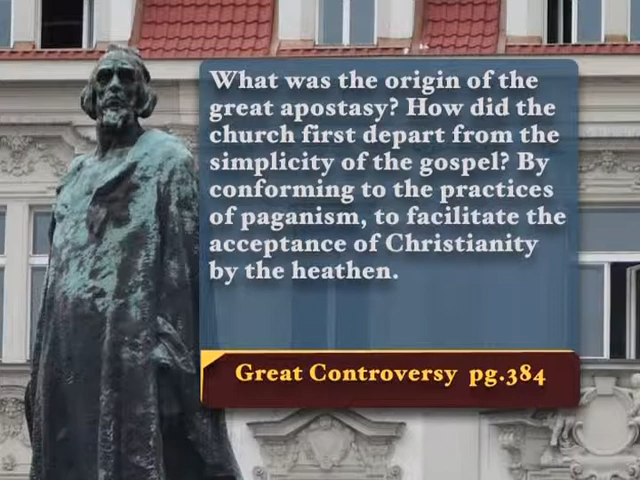 What was the origin of the
great apostasy? How did the
church first depart from the
simplicity of the gospel? By
conforming to the practices
of paganism, to facilitate the
acceptance of Christianity
by the heathen.
Great Controversy pg.384